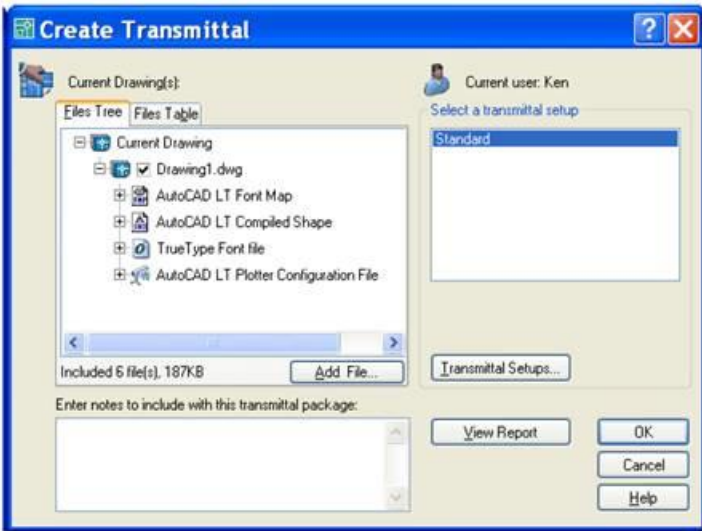 Create Transmittal
Current Drawing(s):
Current user: Ken
Files Tree
Files Table
Select a transmittal setup
Current Drawing
Standard
Drawing1.dwg
AutoCAD LT Font Map
AutoCAD LT Compiled Shape
TrueType Font file
AutoCAD LT Plotter Configuration File
Included 6 file(s), 187KB
Add File...
Transmittal Setups...
Enter notes to include with this transmittal package:
View Report
OK
Cancel
Help